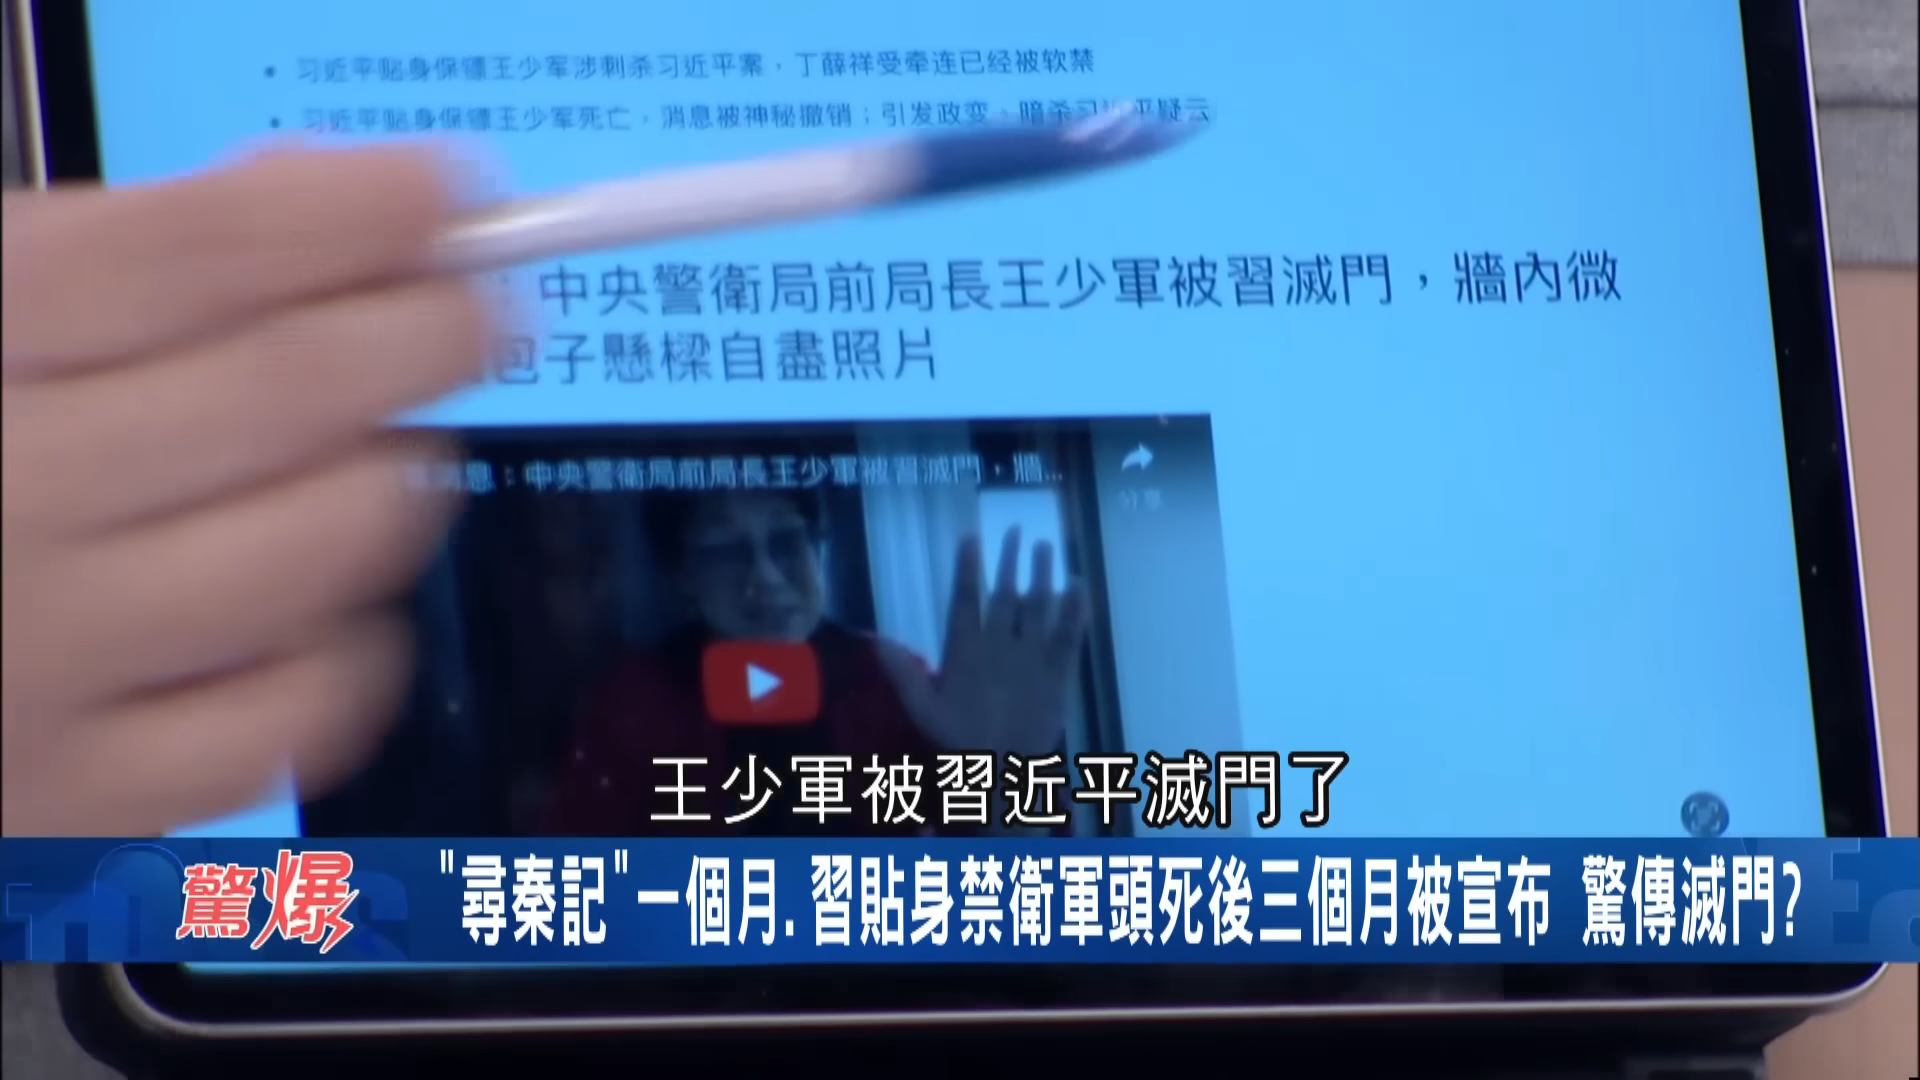 习近平贴身保镖王少军涉刺杀习近平案，丁薛祥受牵连已经被软禁
习近平贴身保镖王少军死亡，消息被神秘撤销；引发政变、暗杀习近平疑云
：中央警衛局前局長王少軍被習滅門，牆內微
包子懸樑自盡照片
息：中央警衛局前局長王少軍被習滅門，牆...
分享
王少軍被習近平滅門了
驚爆
"尋秦記"一個月.習貼身禁衛軍頭死後三個月被宣布 驚傳滅門?